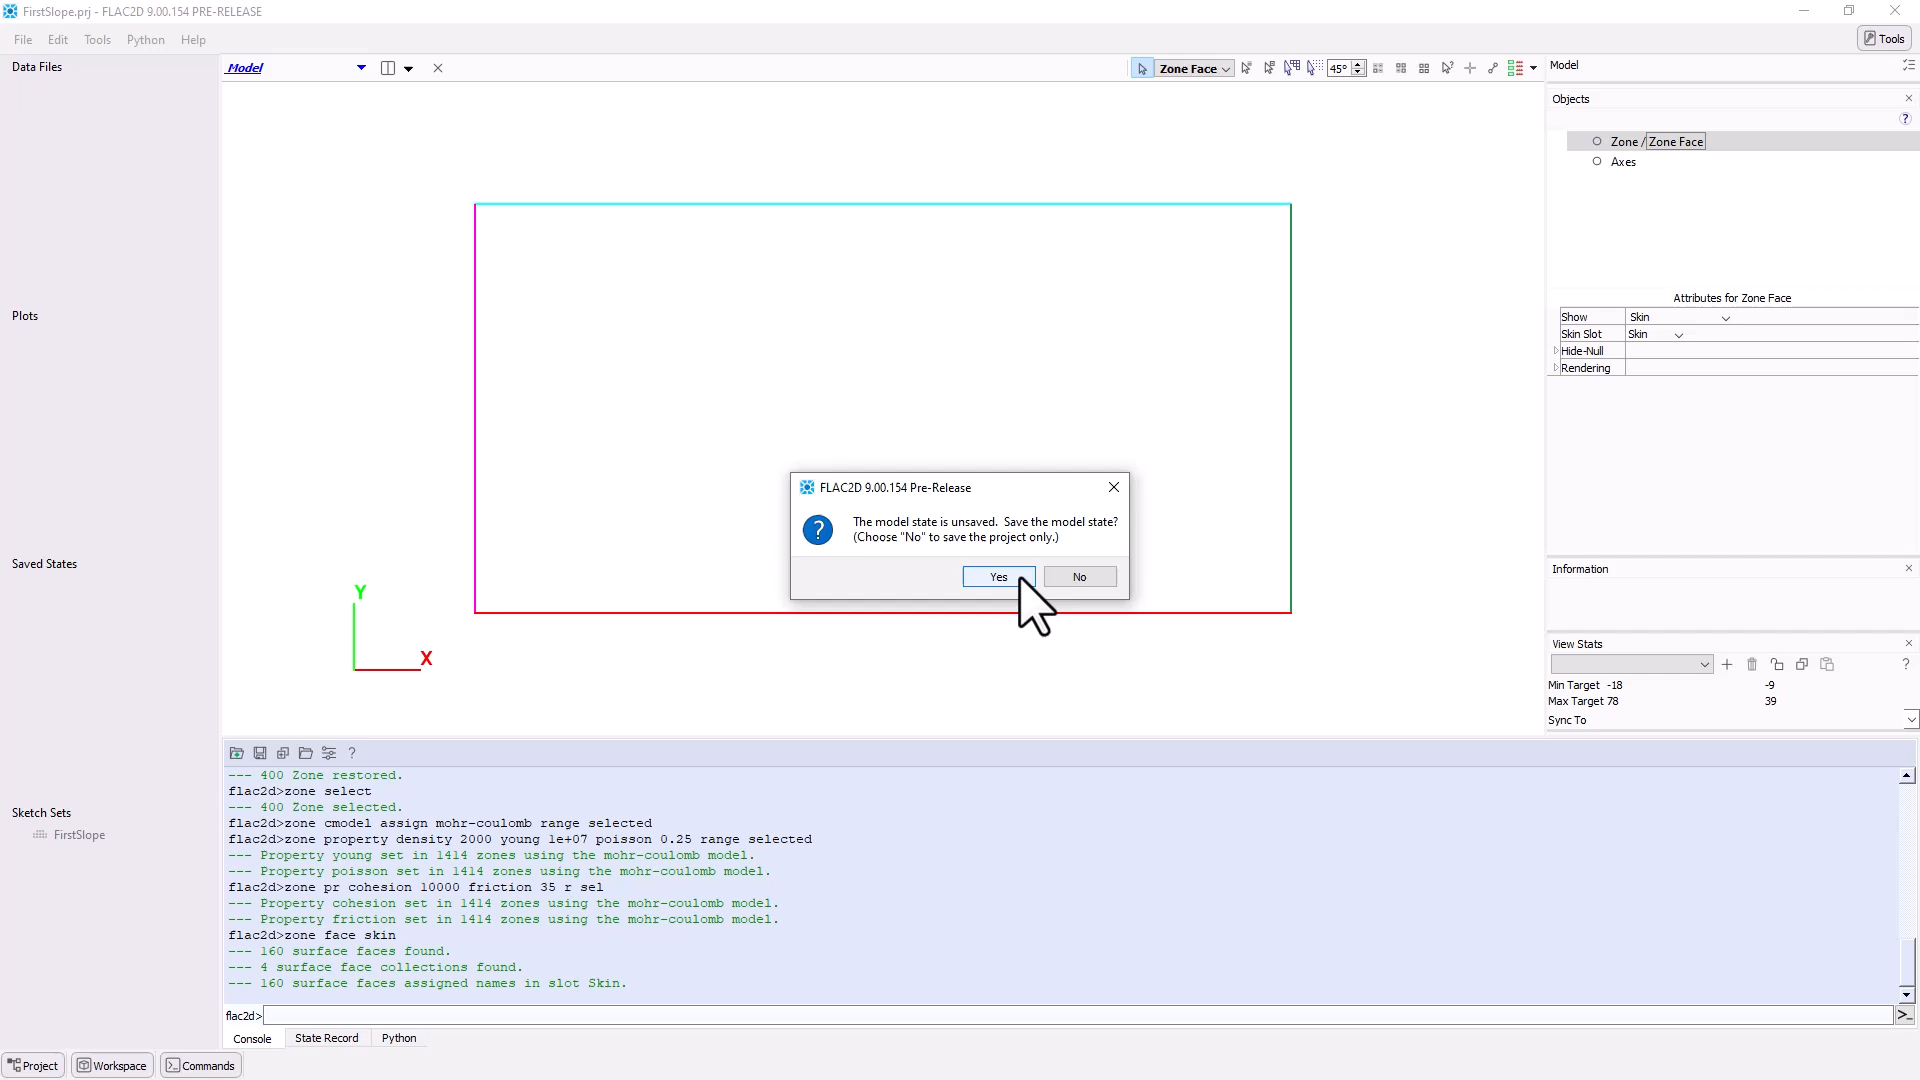 FirstSlope.prj - FLAC2D 9.00.154 PRE-RELEASE
File Edit Tools Python Help
Tools
Data Files
Plots
Saved States
Sketch Sets
FirstSlope
Model
Zone Face
45°
Y
X
FLAC2D 9.00.154 Pre-Release
The model state is unsaved. Save the model state?
(Choose "No" to save the project only.)
Yes No
Model
Objects
Zone / Zone Face
Axes
Attributes for Zone Face
Show Skin
Skin Slot Skin
Hide-Null
Rendering
Information
View Stats
Min Target -18 -9
Max Target 78 39
Sync To
--- 400 Zone restored.
flac2d>zone select
--- 400 Zone selected.
flac2d>zone cmodel assign mohr-coulomb range selected
flac2d>zone property density 2000 young 1e+07 poisson 0.25 range selected
--- Property young set in 1414 zones using the mohr-coulomb model.
--- Property poisson set in 1414 zones using the mohr-coulomb model.
flac2d>zone pr cohesion 10000 friction 35 r sel
--- Property cohesion set in 1414 zones using the mohr-coulomb model.
--- Property friction set in 1414 zones using the mohr-coulomb model.
flac2d>zone face skin
--- 160 surface faces found.
--- 4 surface face collections found.
--- 160 surface faces assigned names in slot Skin.
flac2d>
Console State Record Python
Project Workspace Commands